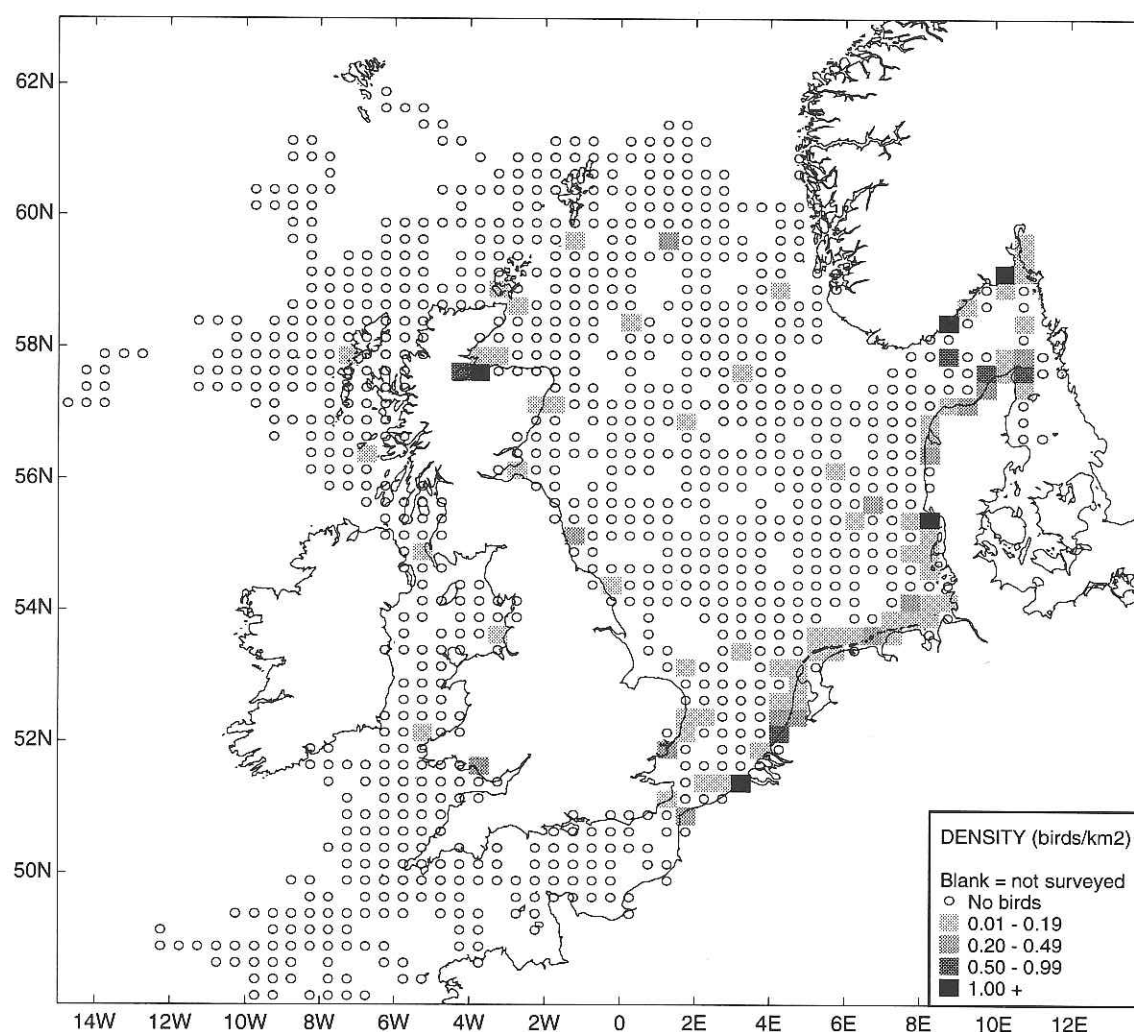 62N
60N
58N
56N
54N
52N
50N
DENSITY (birds/km2)
Blank = not surveyed
No birds
0.01 - 0.19
0.20 - 0.49
0.50 - 0.99
1.00 +
14W 12W 10W 8W 6W 4W 2W 0 2E 4E 6E 8E 10E 12E